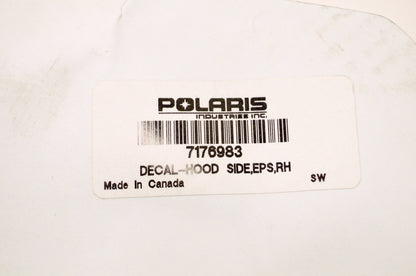 POLARIS
INDUSTRIES INC.
7176983
DECAL-HOOD SIDE,EPS,RH
Made In Canada SW